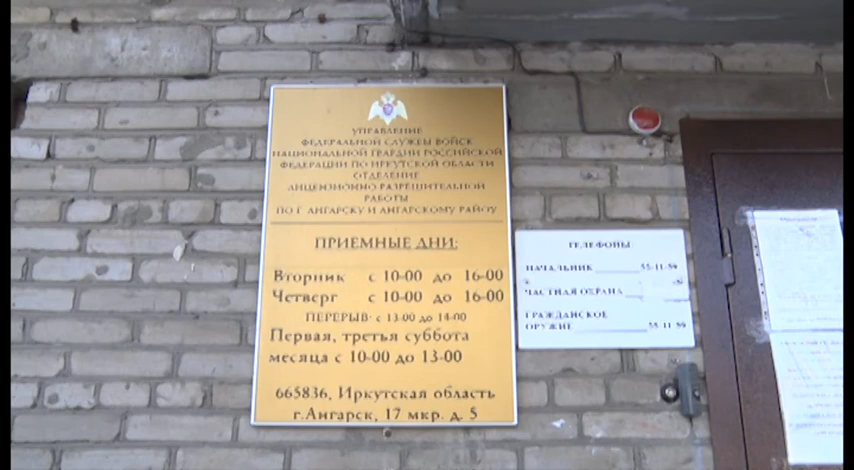 УПРАВЛЕНИЕ
ФЕДЕРАЛЬНОЙ СЛУЖБЫ ВОЙСК
НАЦИОНАЛЬНОЙ ГВАРДИИ РОССИЙСКОЙ
ФЕДЕРАЦИИ ПО ИРКУТСКОЙ ОБЛАСТИ
ОТДЕЛЕНИЕ
ЛИЦЕНЗИОННО-РАЗРЕШИТЕЛЬНОЙ
РАБОТЫ
ПО Г. АНГАРСКУ И АНГАРСКОМУ РАЙОНУ
ПРИЕМНЫЕ ДНИ:
Вторник с 10-00 до 16-00
Четверг с 10-00 до 16-00
ПЕРЕРЫВ: с 13-00 до 14-00
Первая, третья суббота
месяца с 10-00 до 13-00
665836, Иркутская область
г.Ангарск, 17 мкр. д. 5
ТЕЛЕФОНЫ:
НАЧАЛЬНИК 55-11-59
ЧАСТНАЯ ОХРАНА
ГРАЖДАНСКОЕ
ОРУЖИЕ 55-11-59